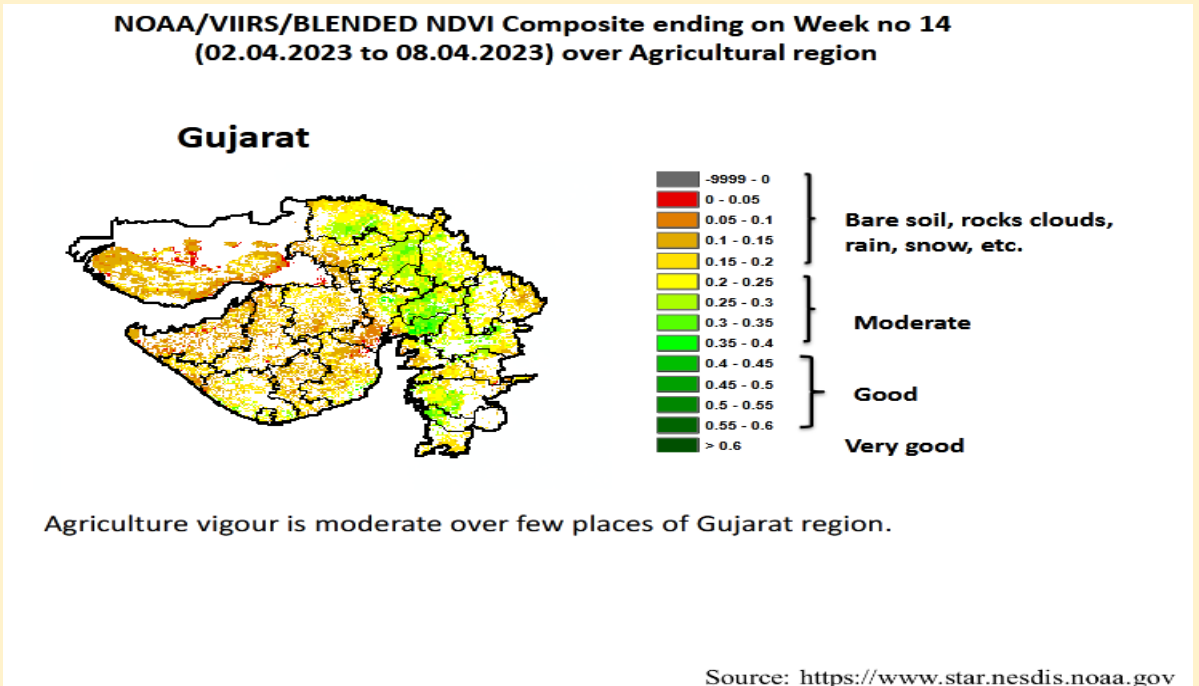 NOAA/VIIRS/BLENDED NDVI Composite ending on Week no 14
(02.04.2023 to 08.04.2023) over Agricultural region
Gujarat
-9999 - 0
0 - 0.05
0.05 - 0.1
0.1 - 0.15
0.15 - 0.2
0.2 - 0.25
0.25 - 0.3
0.3 - 0.35
0.35 - 0.4
0.4 - 0.45
0.45 - 0.5
0.5 - 0.55
0.55 - 0.6
> 0.6
Bare soil, rocks clouds,
rain, snow, etc.
Moderate
Good
Very good
Agriculture vigour is moderate over few places of Gujarat region.
Source: https://www.star.nesdis.noaa.gov